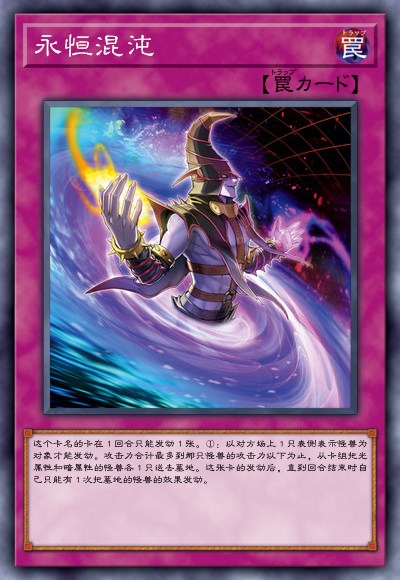 永恒混沌
トラップ
罠
トラップ
【罠カード】
这个卡名的卡在1回合只能发动1张。①:以对方场上1只表侧表示怪兽为
对象才能发动。攻击力合计最多到那只怪兽的攻击力以下为止,从卡组把光
属性和暗属性的怪兽各1只送去墓地。这张卡的发动后,直到回合结束时自
己只能有1次把墓地的怪兽的效果发动。